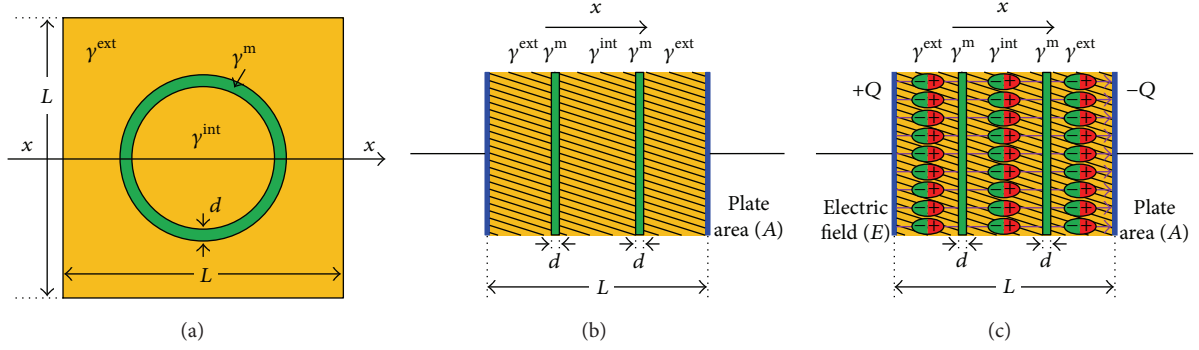 γ^ext
γ^m
L
γ^int
x
x
d
L
(a)
x
γ^ext γ^m γ^int γ^m γ^ext
Plate
area (A)
d
d
L
(b)
x
γ^ext γ^m γ^int γ^m γ^ext
+Q
−Q
Electric
field (E)
Plate
area (A)
d
d
L
(c)